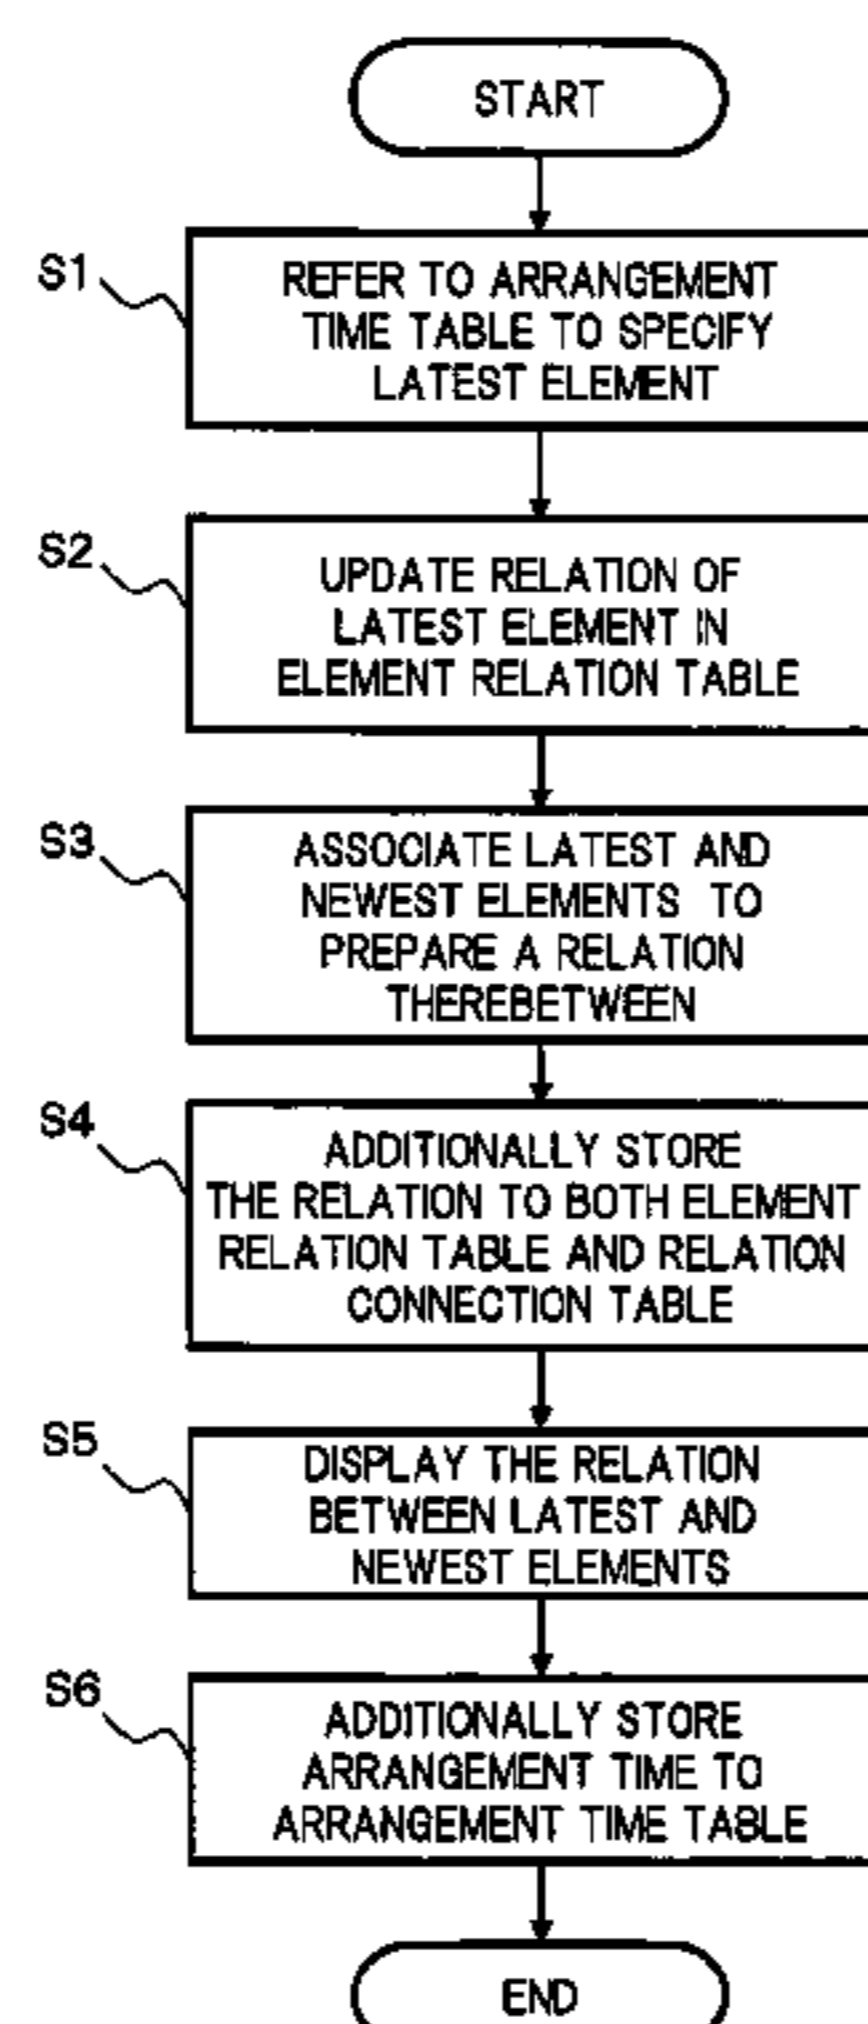 START
S1
REFER TO ARRANGEMENT
TIME TABLE TO SPECIFY
LATEST ELEMENT
S2
UPDATE RELATION OF
LATEST ELEMENT IN
ELEMENT RELATION TABLE
S3
ASSOCIATE LATEST AND
NEWEST ELEMENTS TO
PREPARE A RELATION
THEREBETWEEN
S4
ADDITIONALLY STORE
THE RELATION TO BOTH ELEMENT
RELATION TABLE AND RELATION
CONNECTION TABLE
S5
DISPLAY THE RELATION
BETWEEN LATEST AND
NEWEST ELEMENTS
S6
ADDITIONALLY STORE
ARRANGEMENT TIME TO
ARRANGEMENT TIME TABLE
END